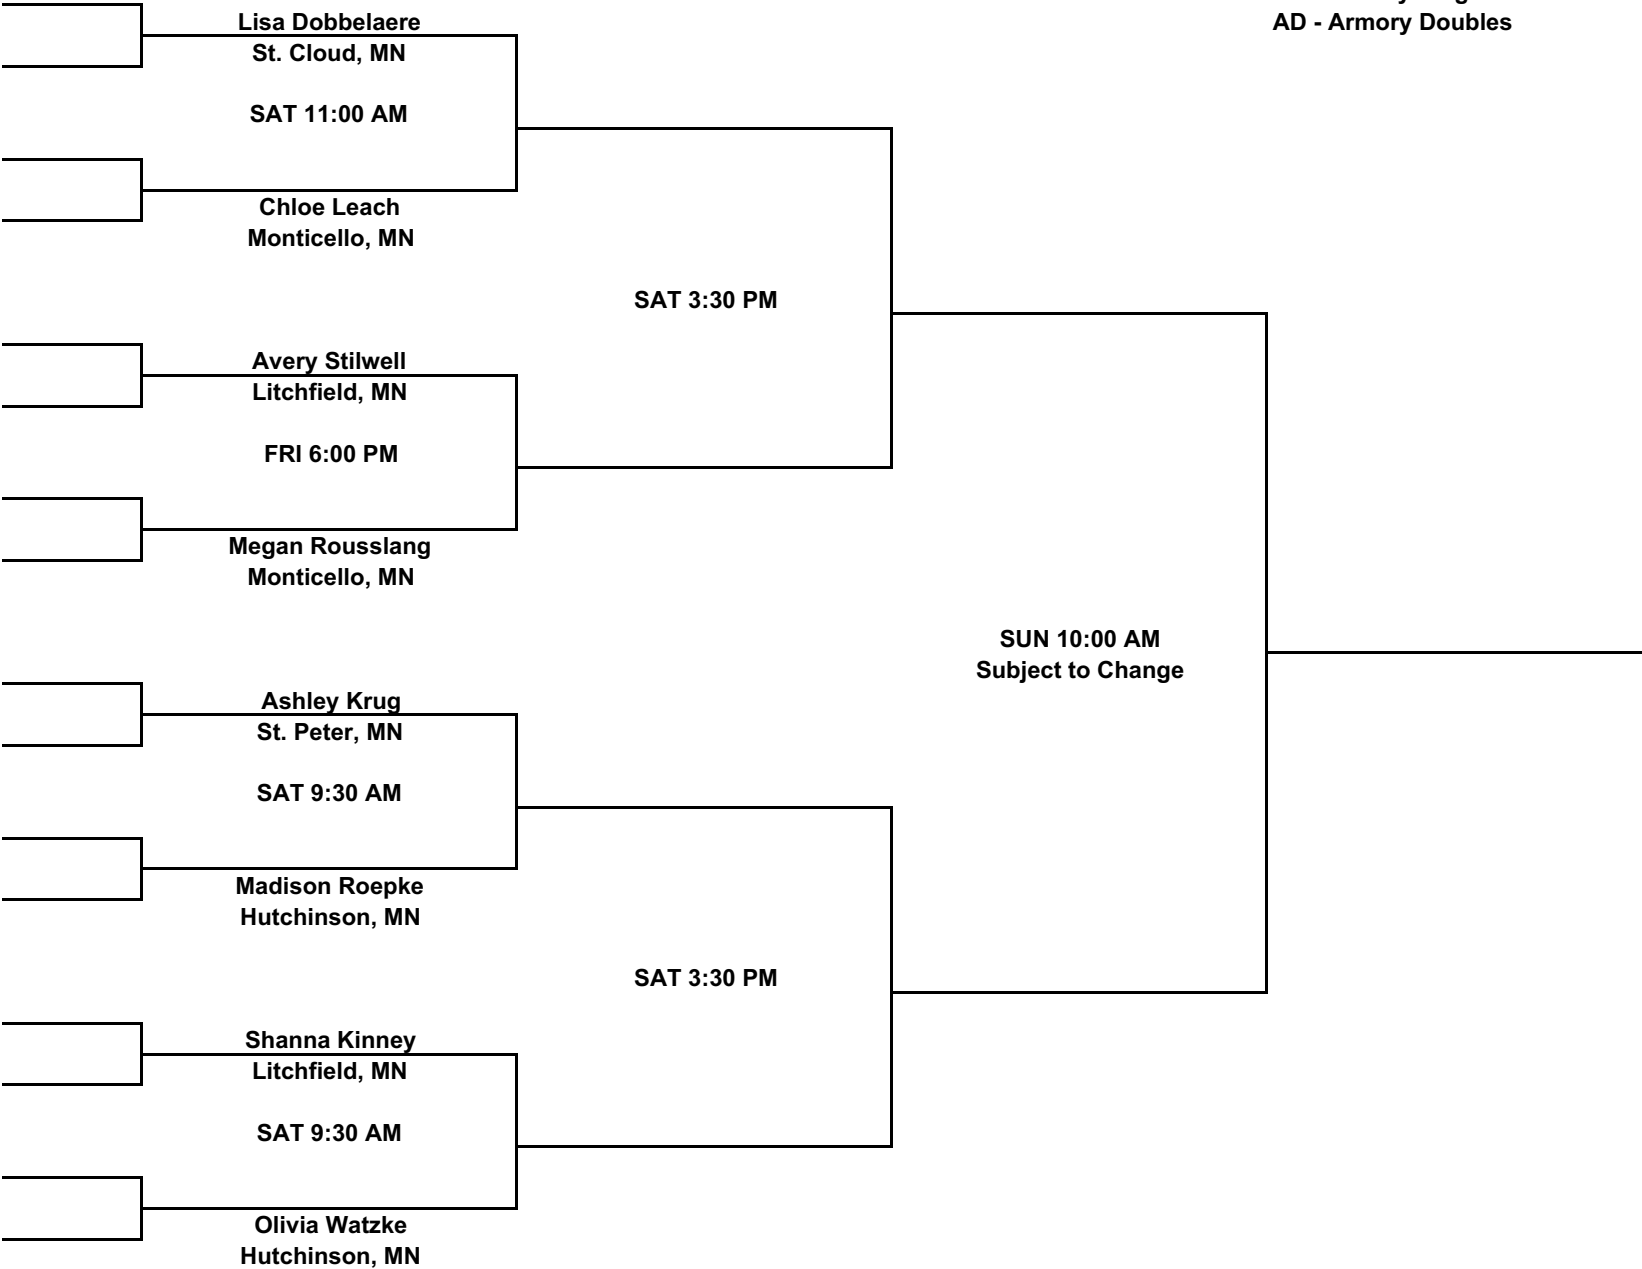 Lisa Dobbelaere
AD - Armory Doubles
St. Cloud, MN
SAT 11:00 AM
Chloe Leach
Monticello, MN
SAT 3:30 PM
Avery Stilwell
Litchfield, MN
FRI 6:00 PM
Megan Rousslang
Monticello, MN
SUN 10:00 AM
Subject to Change
Ashley Krug
St. Peter, MN
SAT 9:30 AM
Madison Roepke
Hutchinson, MN
SAT 3:30 PM
Shanna Kinney
Litchfield, MN
SAT 9:30 AM
Olivia Watzke
Hutchinson, MN